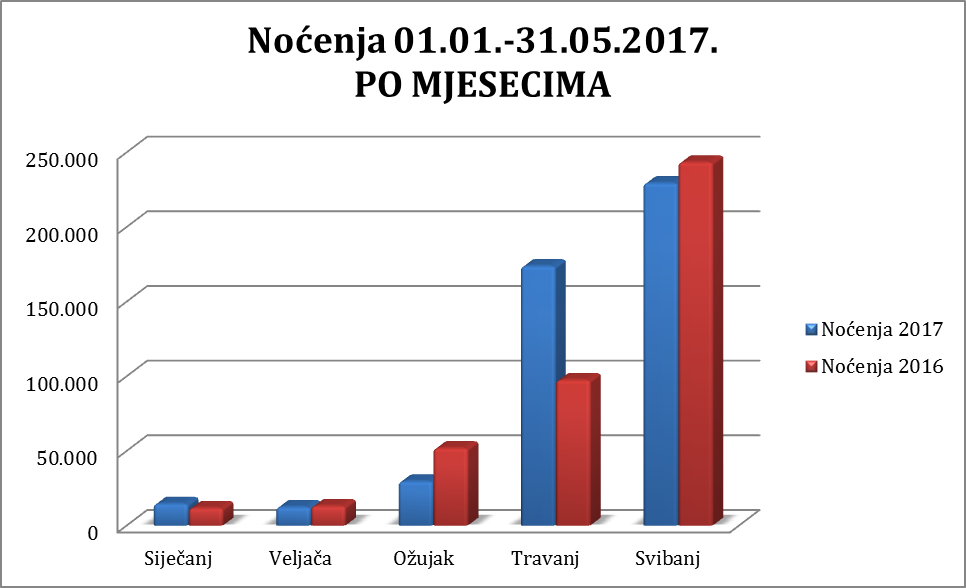 Noćenja 01.01.-31.05.2017.
PO MJESECIMA
250.000
200.000
150.000
100.000
50.000
0
Siječanj
Veljača
Ožujak
Travanj
Svibanj
Noćenja 2017
Noćenja 2016